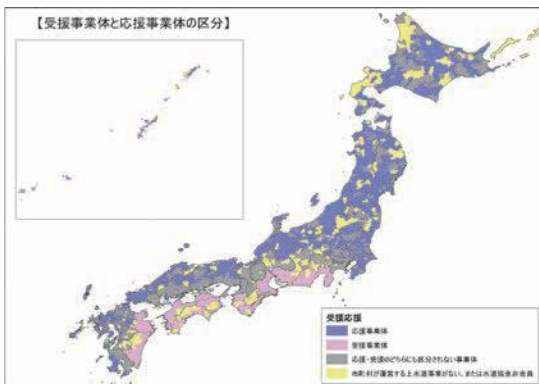 【受援事業体と応援事業体の区分】
受援応援
応援事業体
受援事業体
応援・受援のどちらにも区分されない事業体
市町村が運営する上水道事業がない、または水道協会非会員